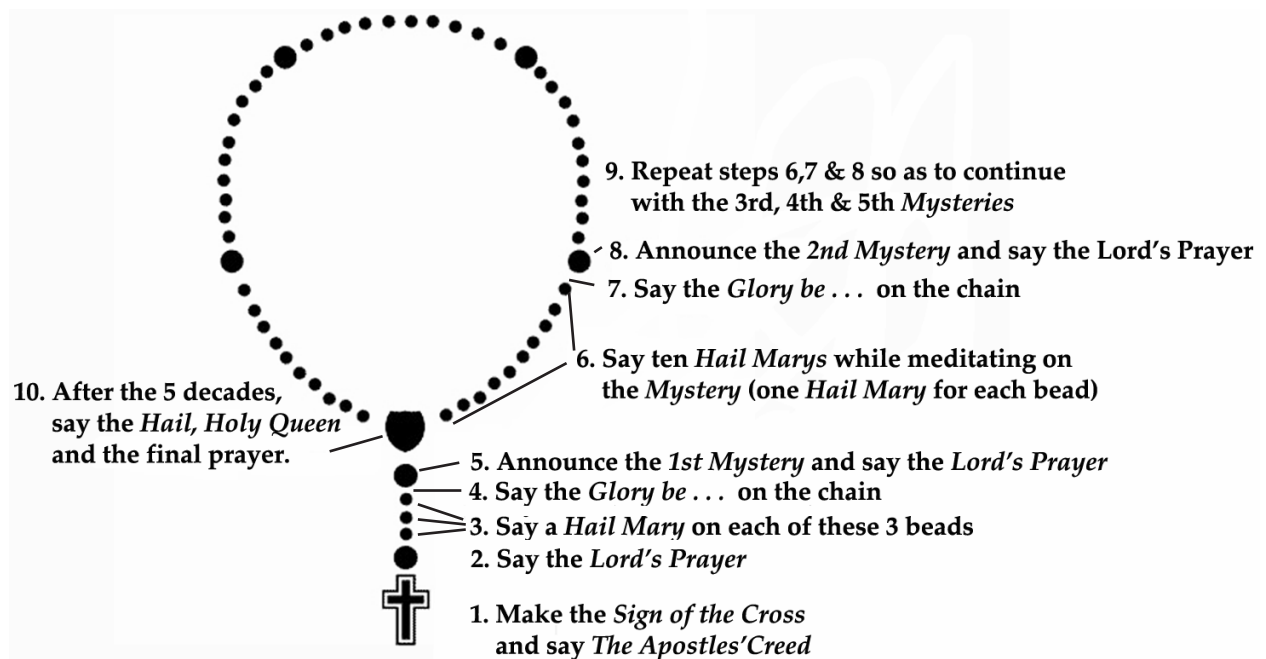 9. Repeat steps 6,7 & 8 so as to continue
with the 3rd, 4th & 5th Mysteries
8. Announce the 2nd Mystery and say the Lord's Prayer
7. Say the Glory be . . . on the chain
6. Say ten Hail Marys while meditating on
the Mystery (one Hail Mary for each bead)
10. After the 5 decades,
say the Hail, Holy Queen
and the final prayer.
5. Announce the 1st Mystery and say the Lord's Prayer
4. Say the Glory be . . . on the chain
3. Say a Hail Mary on each of these 3 beads
2. Say the Lord's Prayer
1. Make the Sign of the Cross
and say The Apostles'Creed